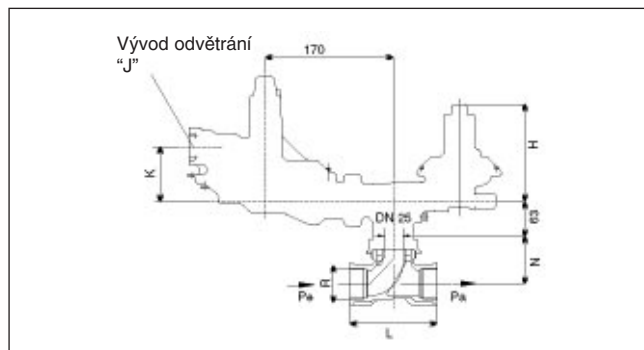 Vývod odvětrání
“J”
170
K
H
DN 25
63
N
R
Pe
Pa
L